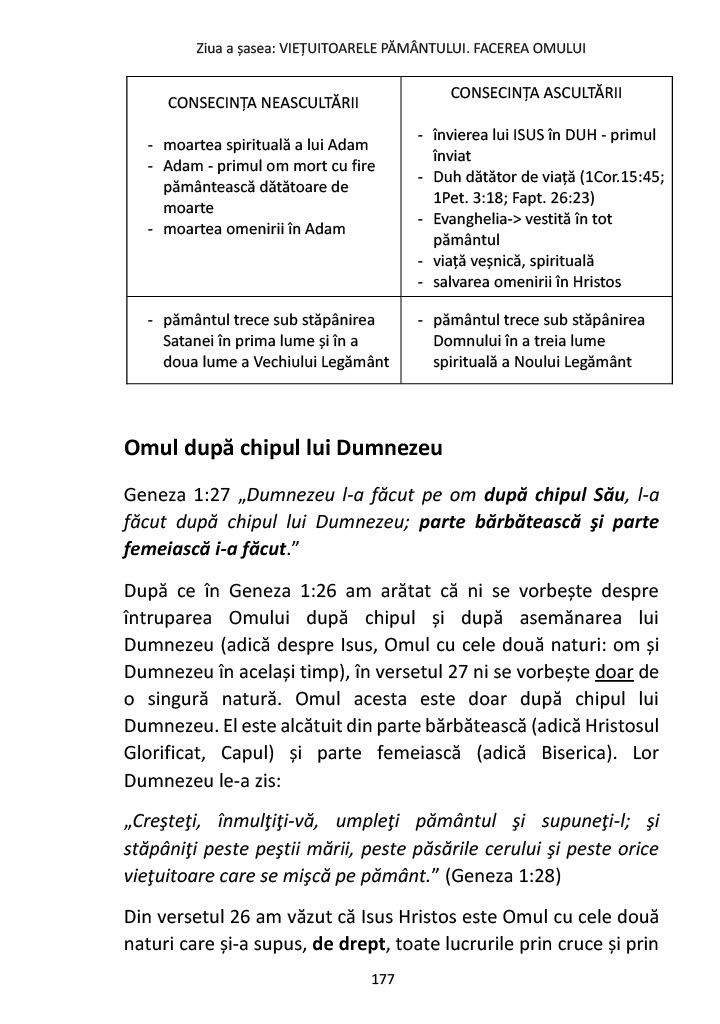 Ziua a șasea: VIEȚUITOARELE PĂMÂNTULUI. FACEREA OMULUI
CONSECINȚA NEASCULTĂRII
- moartea spirituală a lui Adam
- Adam - primul om mort cu fire
pământească dătătoare de
moarte
- moartea omenirii în Adam
CONSECINȚA ASCULTĂRII
- învierea lui ISUS în DUH - primul
înviat
- Duh dătător de viață (1Cor.15:45;
1Pet. 3:18; Fapt. 26:23)
- Evanghelia-> vestită în tot
pământul
- viață veșnică, spirituală
- salvarea omenirii în Hristos
- pământul trece sub stăpânirea
Satanei în prima lume și în a
doua lume a Vechiului Legământ
- pământul trece sub stăpânirea
Domnului în a treia lume
spirituală a Noului Legământ
Omul după chipul lui Dumnezeu
Geneza 1:27 „Dumnezeu l-a făcut pe om după chipul Său, l-a
făcut după chipul lui Dumnezeu; parte bărbătească şi parte
femeiască i-a făcut.”
După ce în Geneza 1:26 am arătat că ni se vorbește despre
întruparea Omului după chipul și după asemănarea lui
Dumnezeu (adică despre Isus, Omul cu cele două naturi: om și
Dumnezeu în același timp), în versetul 27 ni se vorbește doar de
o singură natură. Omul acesta este doar după chipul lui
Dumnezeu. El este alcătuit din parte bărbătească (adică Hristosul
Glorificat, Capul) și parte femeiască (adică Biserica). Lor
Dumnezeu le-a zis:
„Creşteţi, înmulţiţi-vă, umpleţi pământul şi supuneţi-l; şi
stăpâniţi peste peştii mării, peste păsările cerului şi peste orice
vieţuitoare care se mişcă pe pământ.” (Geneza 1:28)
Din versetul 26 am văzut că Isus Hristos este Omul cu cele două
naturi care și-a supus, de drept, toate lucrurile prin cruce și prin
177